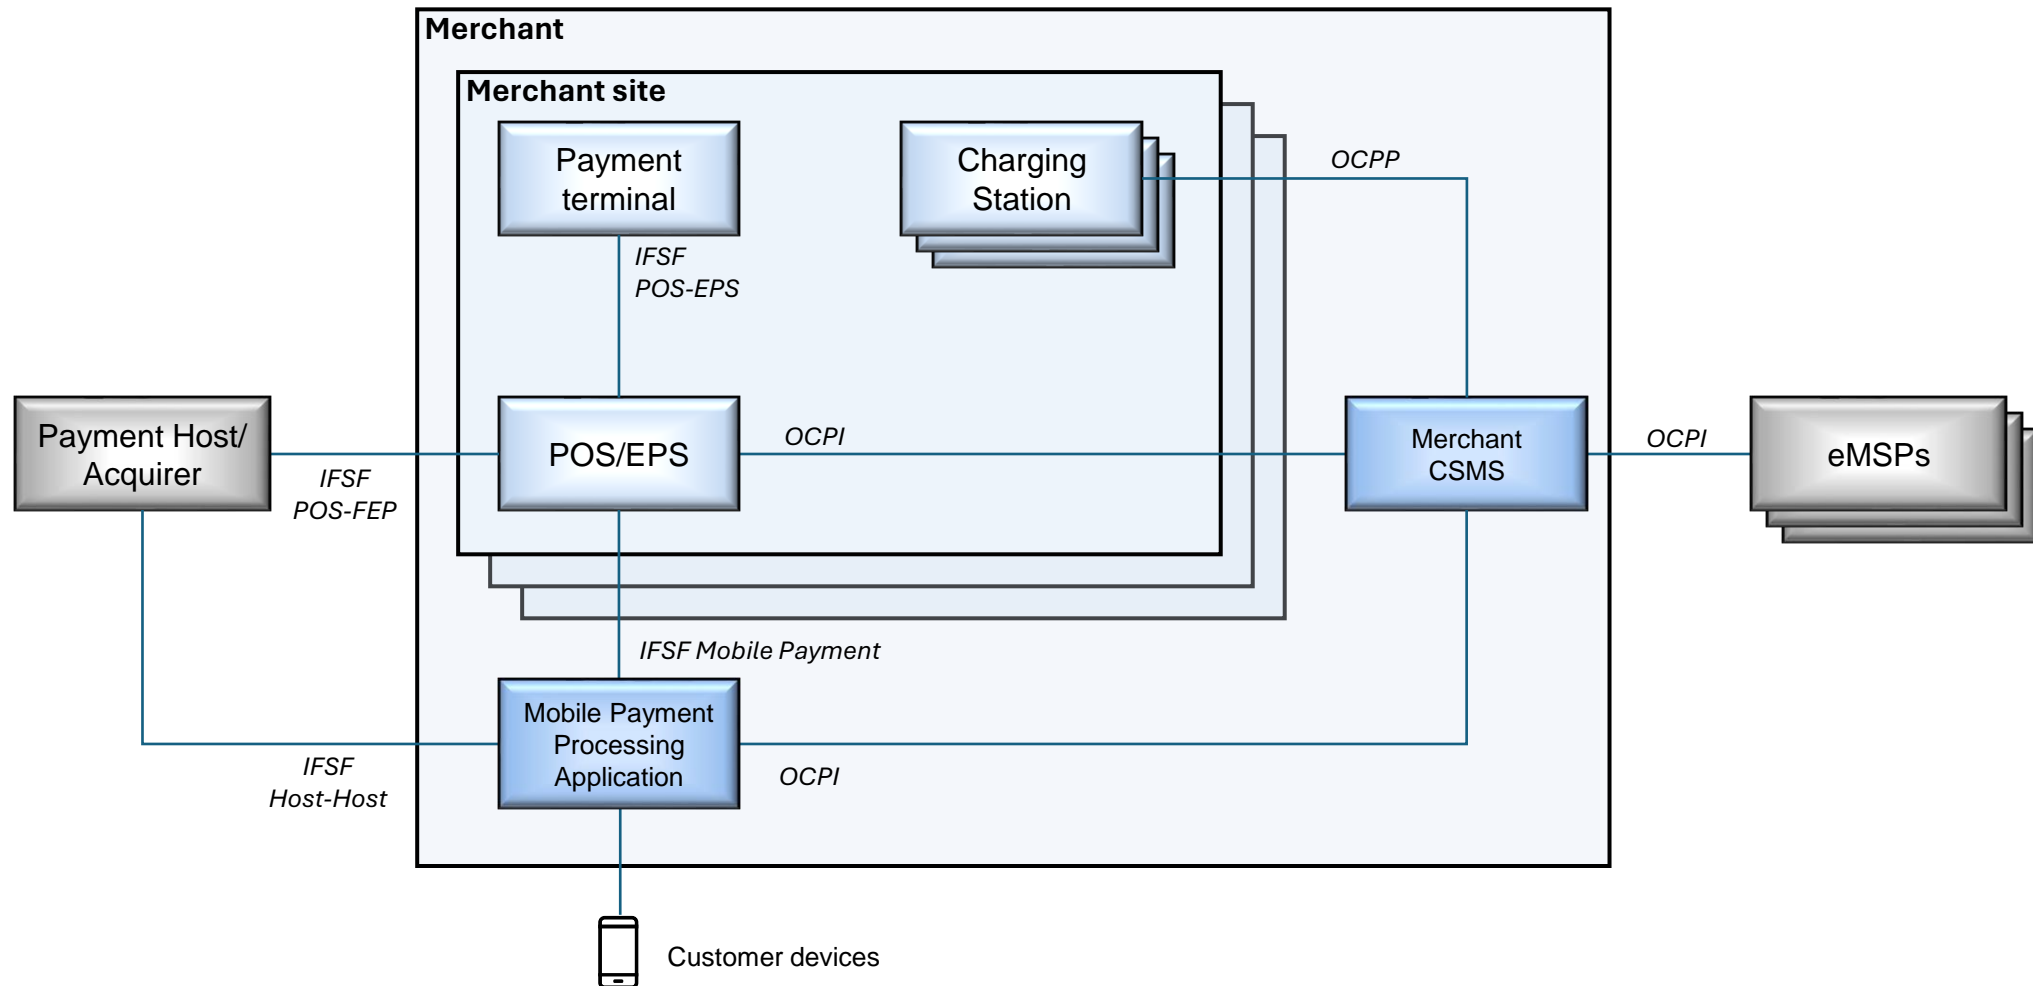 Merchant
Merchant site
Payment
terminal
Charging
Station
OCPP
IFSF
POS-EPS
Payment Host/
Acquirer
IFSF
POS-FEP
POS/EPS
OCPI
Merchant
CSMS
OCPI
eMSPs
IFSF Mobile Payment
Mobile Payment
Processing
Application
IFSF
Host-Host
OCPI
Customer devices